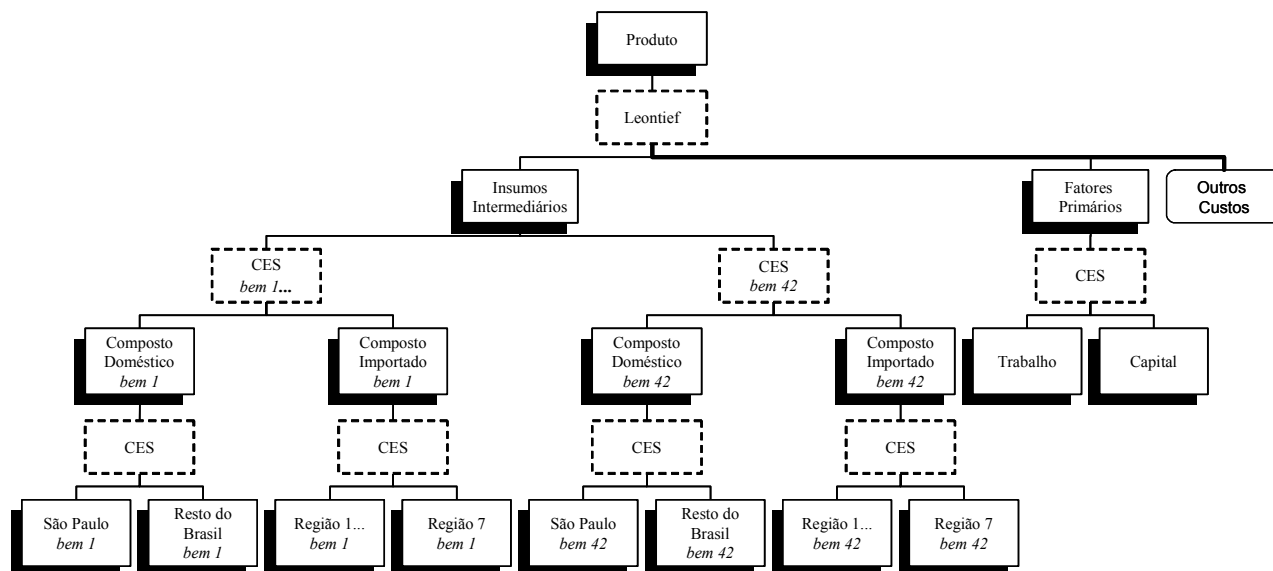 Produto
Leontief
Insumos
Intermediários
Fatores
Primários
Outros
Custos
CES
bem 1...
CES
bem 42
CES
Composto
Doméstico
bem 1
Composto
Importado
bem 1
Composto
Doméstico
bem 42
Composto
Importado
bem 42
Trabalho
Capital
CES
CES
CES
CES
São Paulo
bem 1
Resto do
Brasil
bem 1
Região 1...
bem 1
Região 7
bem 1
São Paulo
bem 42
Resto do
Brasil
bem 42
Região 1...
bem 42
Região 7
bem 42